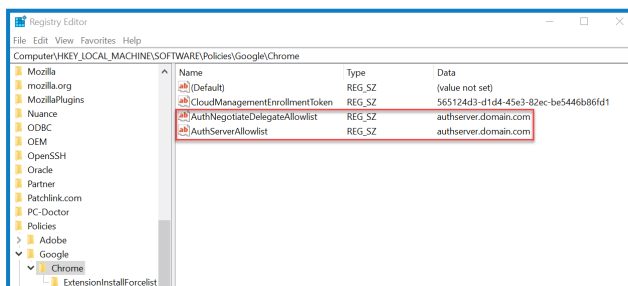 Registry Editor
File Edit View Favorites Help
Computer\HKEY_LOCAL_MACHINE\SOFTWARE\Policies\Google\Chrome
Mozilla
mozilla.org
MozillaPlugins
Nuance
ODBC
OEM
OpenSSH
Oracle
Partner
Patchlink.com
PC-Doctor
Policies
Adobe
Google
Chrome
ExtensionInstallForcelist
Name Type Data
(Default) REG_SZ (value not set)
CloudManagementEnrollmentToken REG_SZ 565124d3-d1d4-45e3-82ec-be5446b86fd1
AuthNegotiateDelegateAllowlist REG_SZ authserver.domain.com
AuthServerAllowlist REG_SZ authserver.domain.com